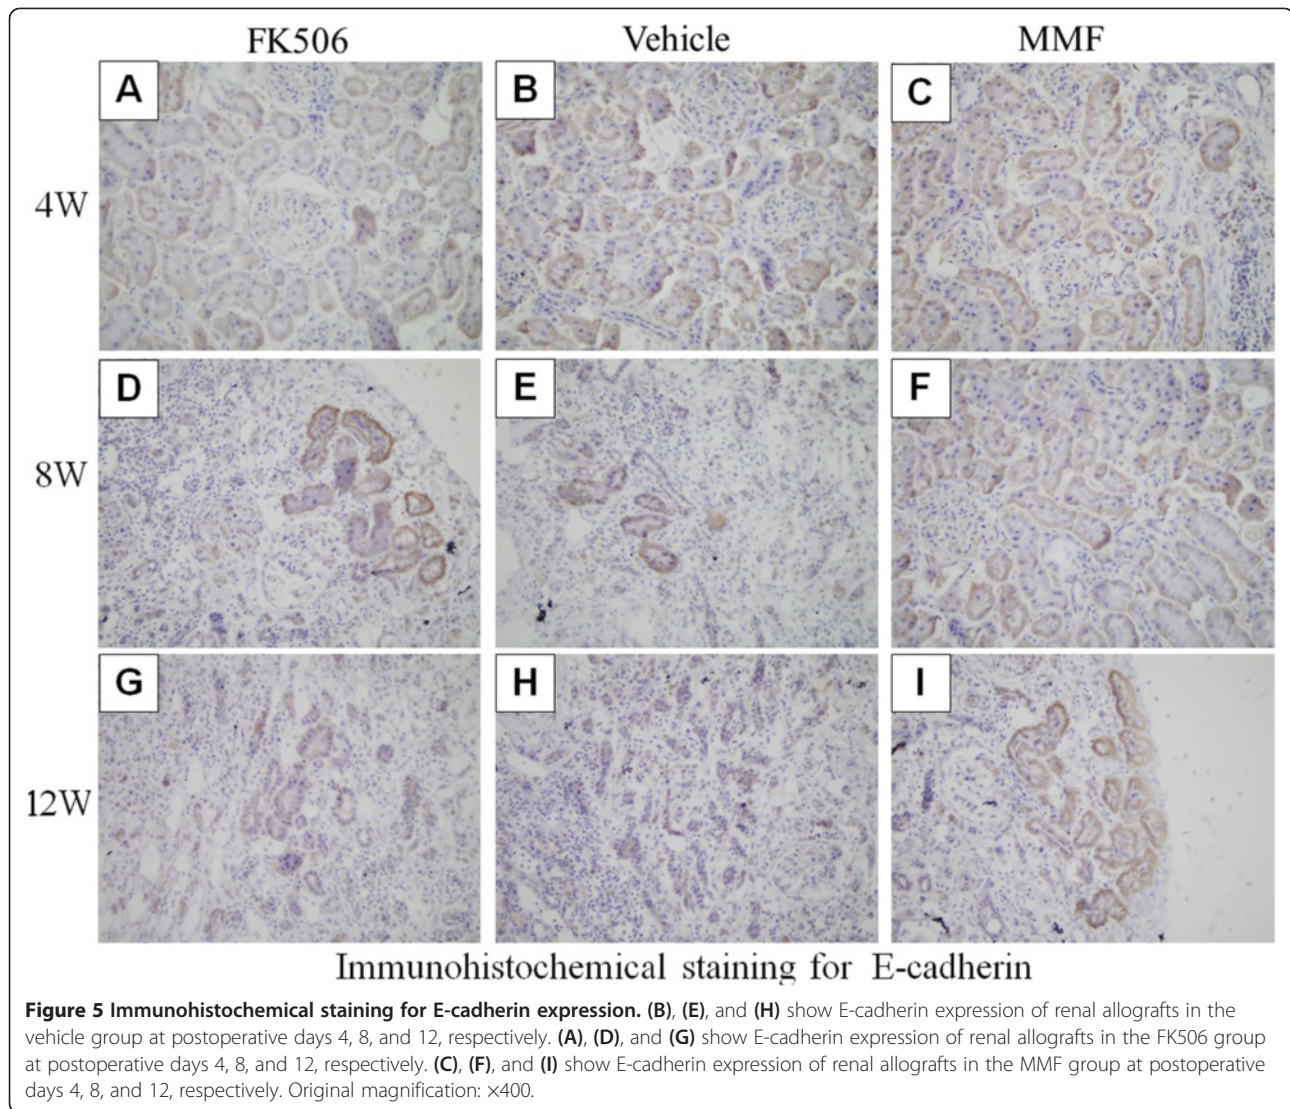 FK506 Vehicle MMF
A B C
4W
D E F
8W
G H I
12W
Immunohistochemical staining for E-cadherin
Figure 5 Immunohistochemical staining for E-cadherin expression. (B), (E), and (H) show E-cadherin expression of renal allografts in the
vehicle group at postoperative days 4, 8, and 12, respectively. (A), (D), and (G) show E-cadherin expression of renal allografts in the FK506 group
at postoperative days 4, 8, and 12, respectively. (C), (F), and (I) show E-cadherin expression of renal allografts in the MMF group at postoperative
days 4, 8, and 12, respectively. Original magnification: ×400.